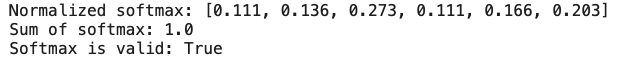 Normalized softmax: [0.111, 0.136, 0.273, 0.111, 0.166, 0.203]
Sum of softmax: 1.0
Softmax is valid: True